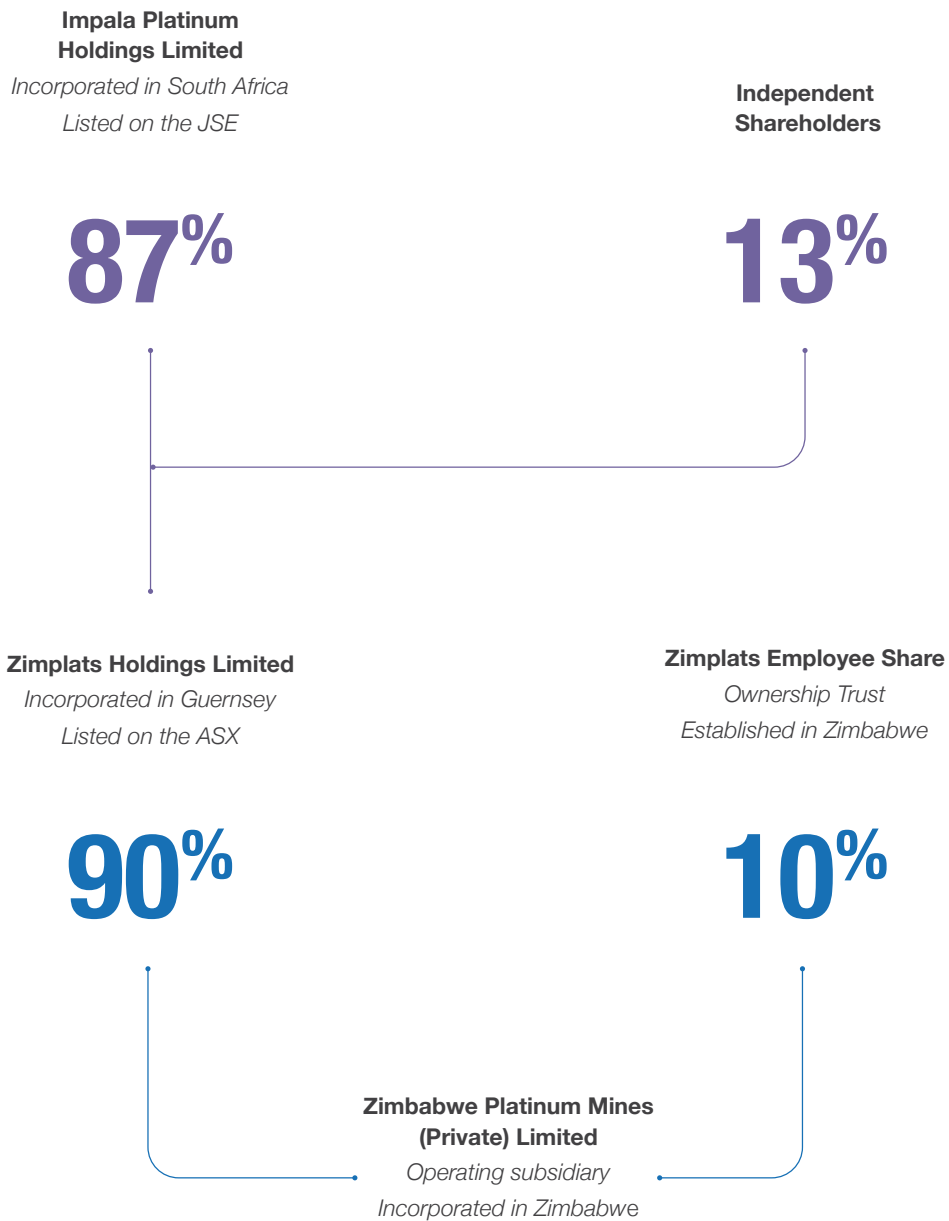 Impala Platinum
Holdings Limited
Incorporated in South Africa
Listed on the JSE
Independent
Shareholders
87%
13%
Zimplats Holdings Limited
Incorporated in Guernsey
Listed on the ASX
Zimplats Employee Share
Ownership Trust
Established in Zimbabwe
90%
10%
Zimbabwe Platinum Mines
(Private) Limited
Operating subsidiary
Incorporated in Zimbabwe